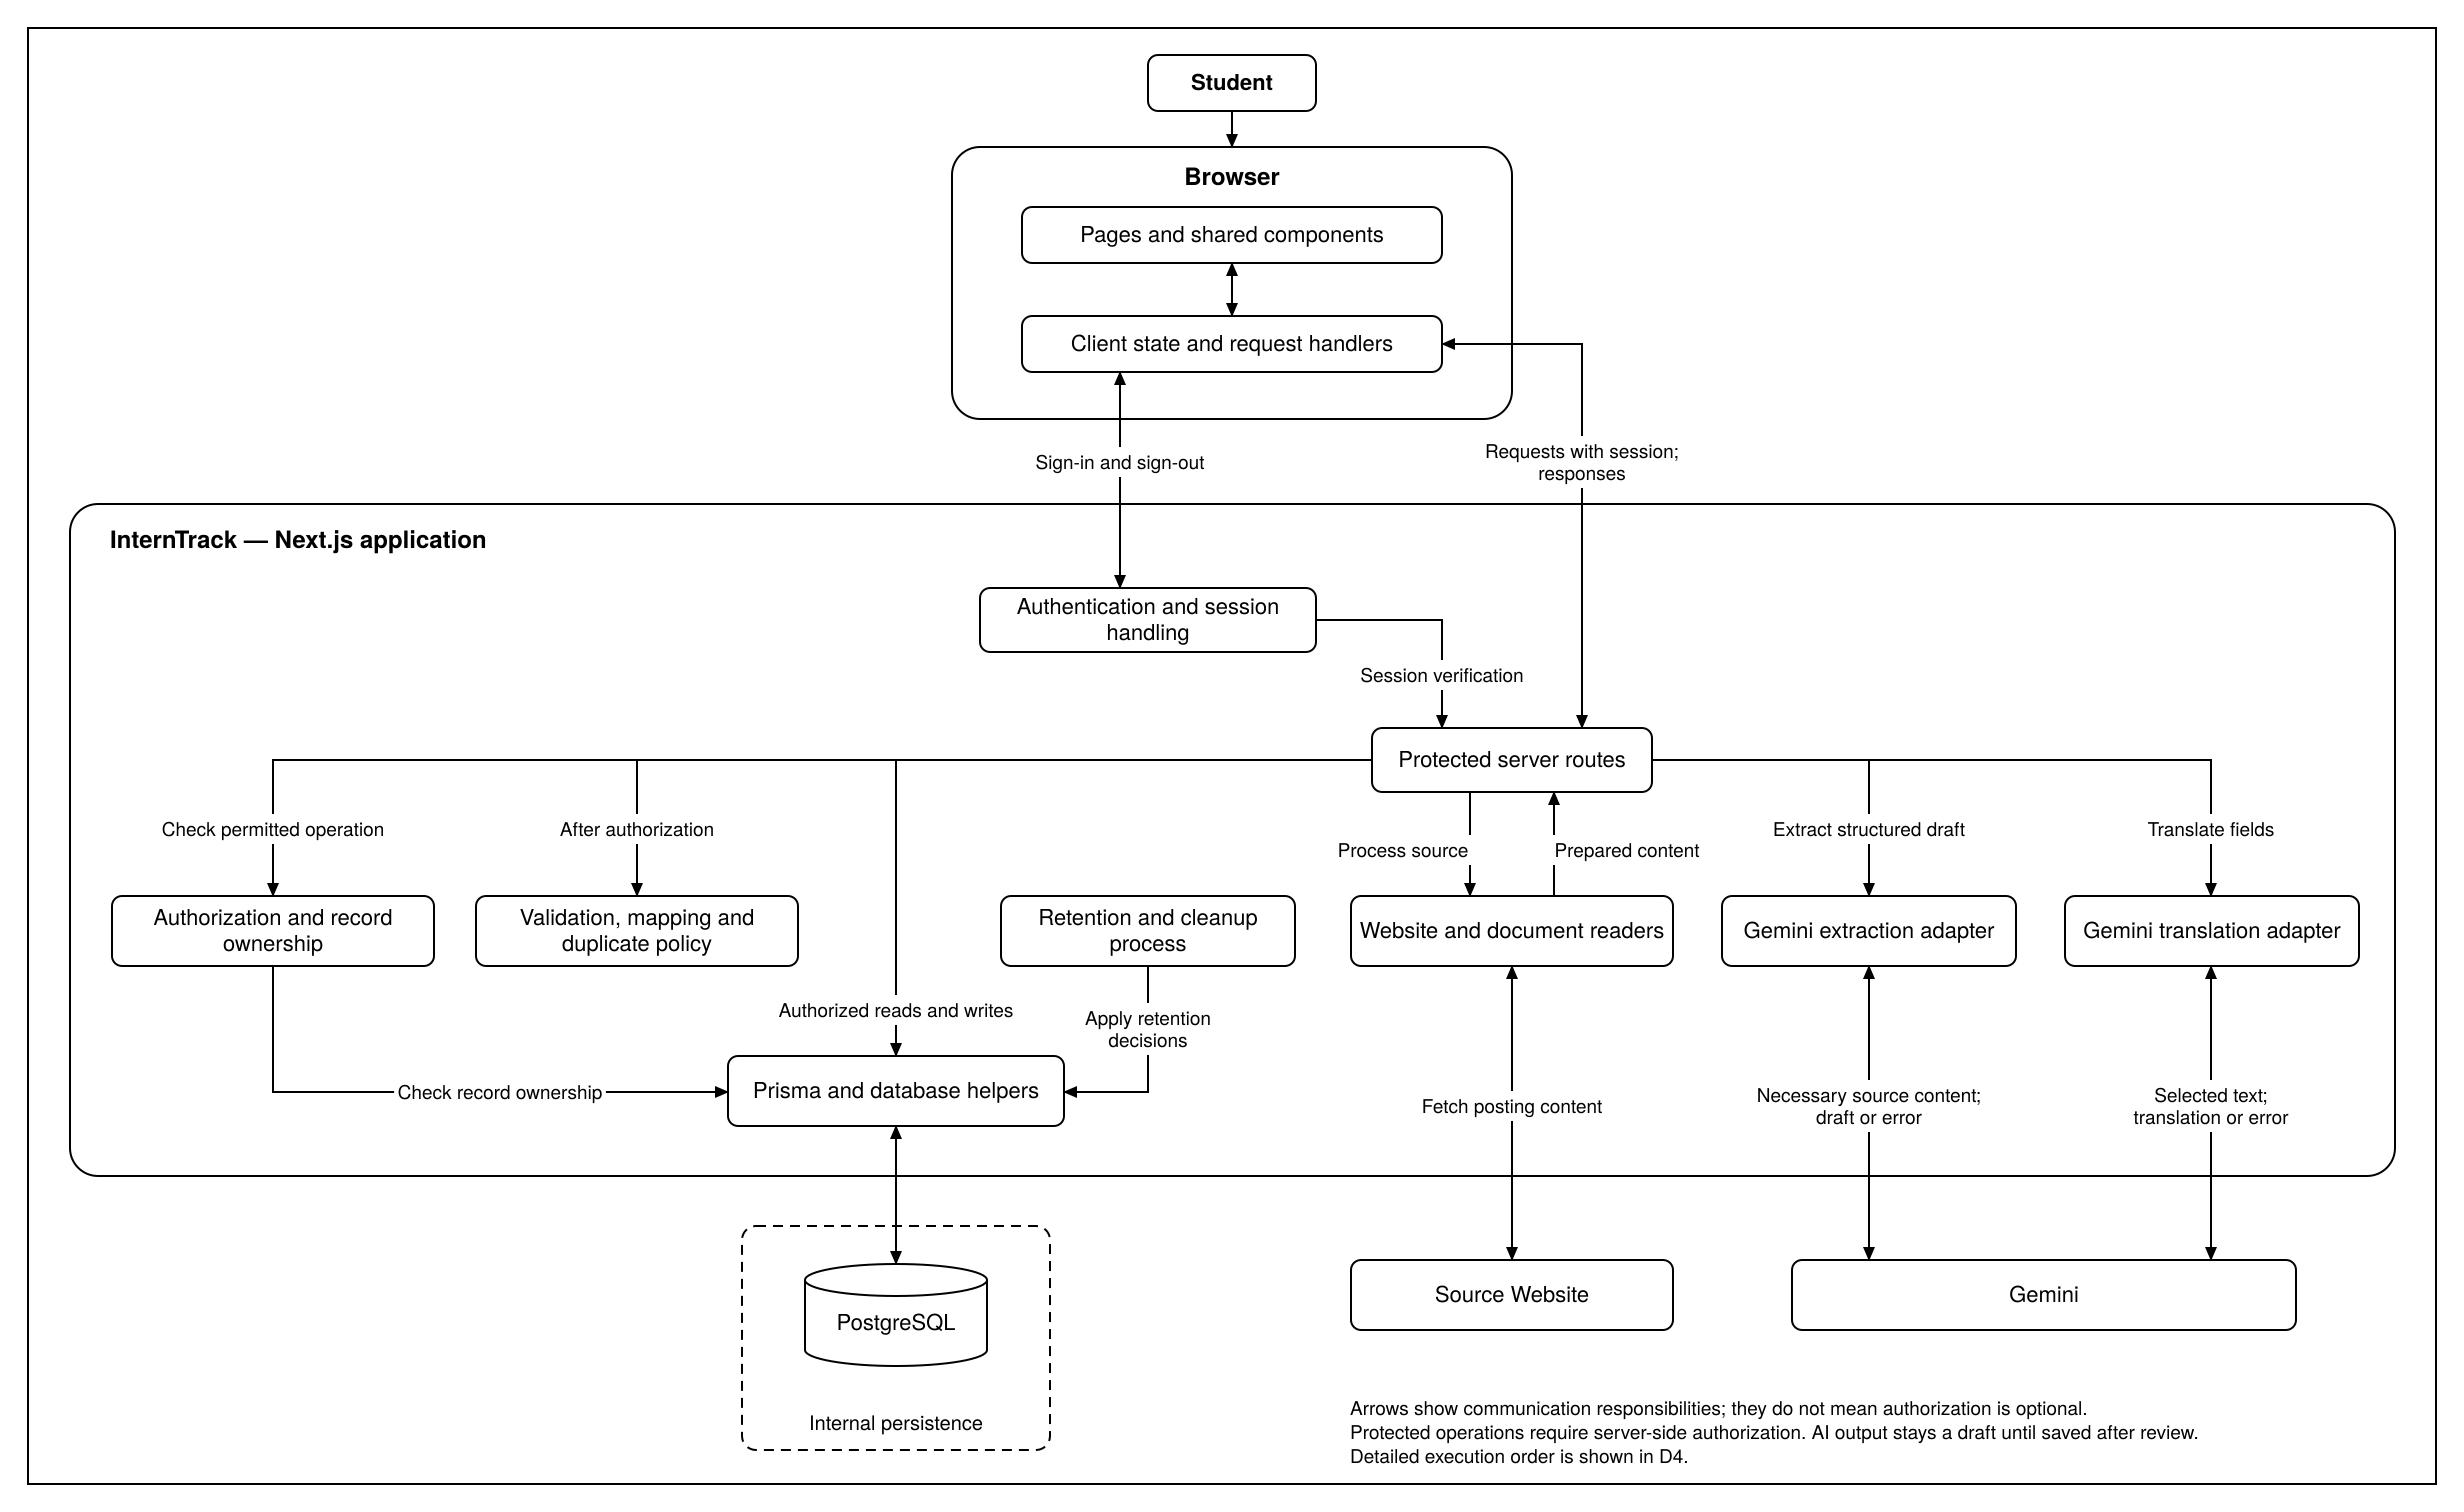 Student
Browser
Pages and shared components
Client state and request handlers
Sign-in and sign-out
Requests with session;
responses
InternTrack — Next.js application
Authentication and session
handling
Session verification
Protected server routes
Check permitted operation
After authorization
Process source
Prepared content
Extract structured draft
Translate fields
Authorization and record
ownership
Validation, mapping and
duplicate policy
Retention and cleanup
process
Website and document readers
Gemini extraction adapter
Gemini translation adapter
Authorized reads and writes
Apply retention
decisions
Check record ownership
Prisma and database helpers
Fetch posting content
Necessary source content;
draft or error
Selected text;
translation or error
PostgreSQL
Internal persistence
Source Website
Gemini
Arrows show communication responsibilities; they do not mean authorization is optional.
Protected operations require server-side authorization. AI output stays a draft until saved after review.
Detailed execution order is shown in D4.